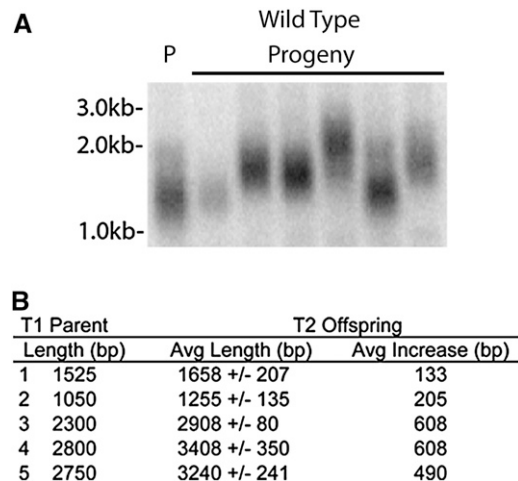 A
Wild Type
P Progeny
3.0kb-
2.0kb-
1.0kb-
B
T1 Parent T2 Offspring
Length (bp) Avg Length (bp) Avg Increase (bp)
1 1525 1658 +/- 207 133
2 1050 1255 +/- 135 205
3 2300 2908 +/- 80 608
4 2800 3408 +/- 350 608
5 2750 3240 +/- 241 490